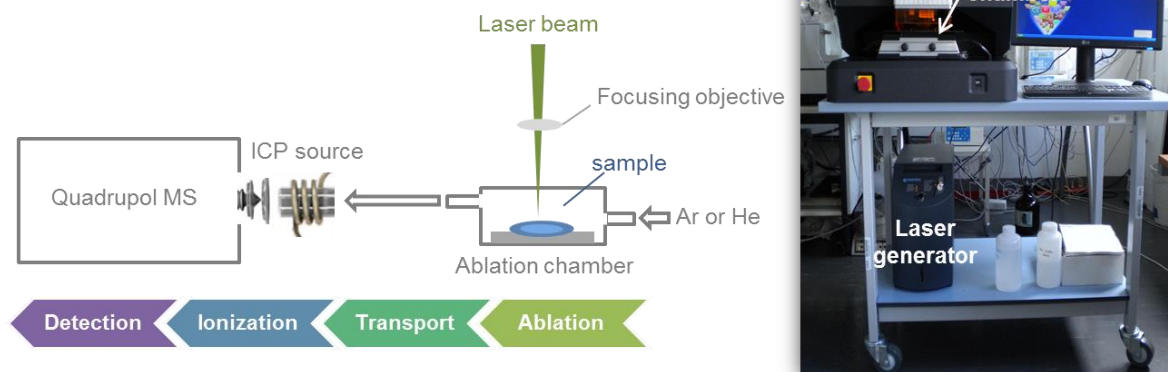 Laser beam
Focusing objective
ICP source
sample
Quadrupol MS
Ar or He
Ablation chamber
Detection
Ionization
Transport
Ablation
Laser
generator